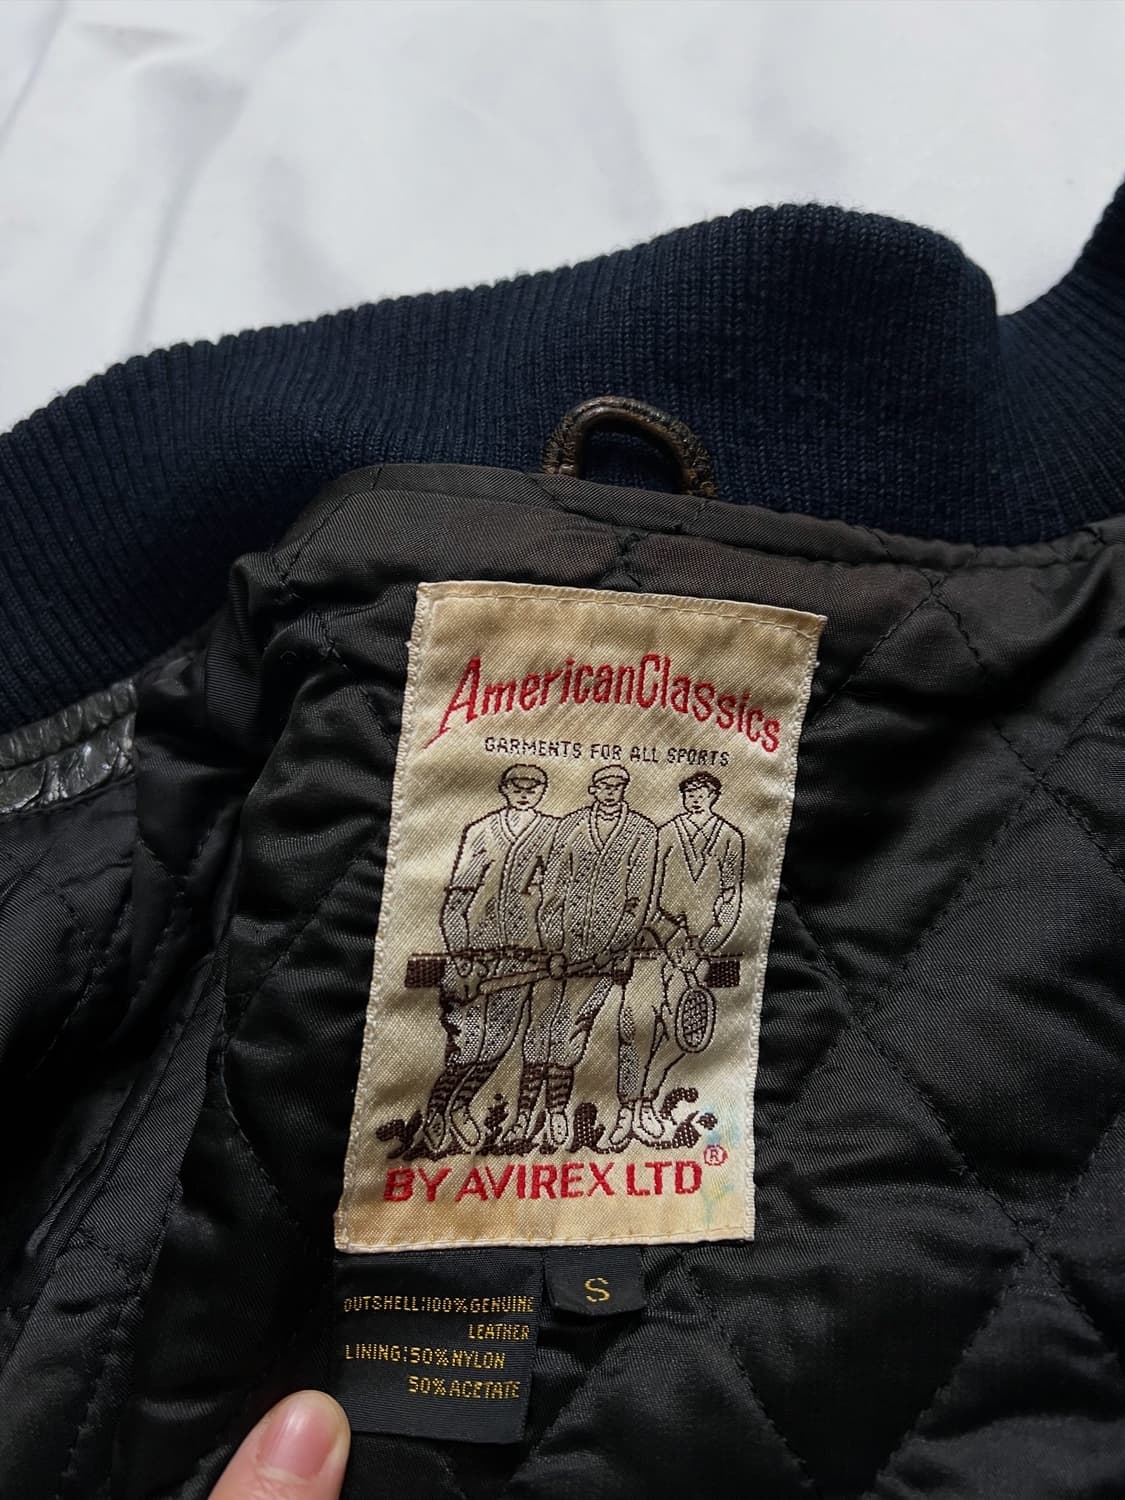 AmericanClassics
GARMENTS FOR ALL SPORTS
A
BY AVIREX LTD®
S
OUTSHELL:100%GENUINE
LEATHER
LINING:50%NYLON
50%ACETATE